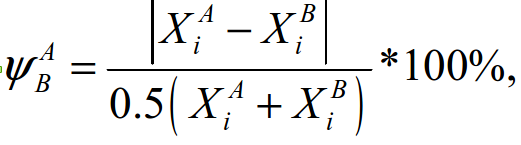 ψ_B^A = |X_i^A − X_i^B| / 0.5( X_i^A + X_i^B ) *100%,